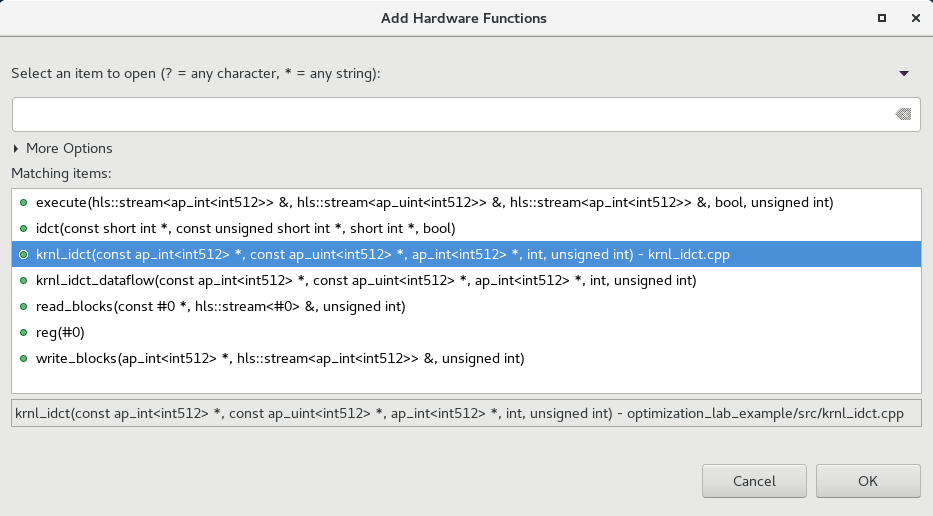 Add Hardware Functions
Select an item to open (? = any character, * = any string):
More Options
Matching items:
execute(hls::stream<ap_int<int512>> &, hls::stream<ap_uint<int512>> &, hls::stream<ap_int<int512>> &, bool, unsigned int)
idct(const short int *, const unsigned short int *, short int *, bool)
krnl_idct(const ap_int<int512> *, const ap_uint<int512> *, ap_int<int512> *, int, unsigned int) - krnl_idct.cpp
krnl_idct_dataflow(const ap_int<int512> *, const ap_uint<int512> *, ap_int<int512> *, int, unsigned int)
read_blocks(const #0 *, hls::stream<#0> &, unsigned int)
reg(#0)
write_blocks(ap_int<int512> *, hls::stream<ap_int<int512>> &, unsigned int)
krnl_idct(const ap_int<int512> *, const ap_uint<int512> *, ap_int<int512> *, int, unsigned int) - optimization_lab_example/src/krnl_idct.cpp
Cancel
OK